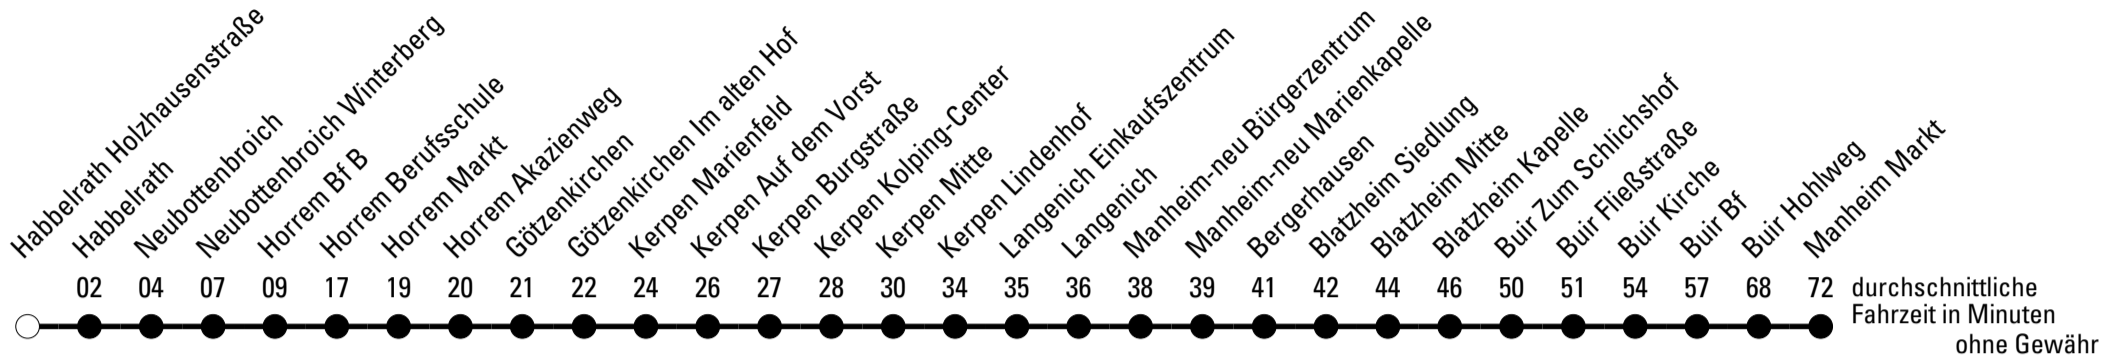 Habbelrath Holzhausenstraße
Habbelrath
Neubottenbroich
Neubottenbroich Winterberg
Horrem Bf B
Horrem Berufsschule
Horrem Markt
Horrem Akazienweg
Götzenkirchen
Götzenkirchen Im alten Hof
Kerpen Marienfeld
Kerpen Auf dem Vorst
Kerpen Burgstraße
Kerpen Kolping-Center
Kerpen Mitte
Kerpen Lindenhof
Langenich Einkaufszentrum
Langenich
Manheim-neu Bürgerzentrum
Manheim-neu Marienkapelle
Bergerhausen
Blatzheim Siedlung
Blatzheim Mitte
Blatzheim Kapelle
Buir Zum Schlichshof
Buir Fließstraße
Buir Kirche
Buir Bf
Buir Hohlweg
Manheim Markt
02 04 07 09 17 19 20 21 22 24 26 27 28 30 34 35 36 38 39 41 42 44 46 50 51 54 57 68 72
durchschnittliche
Fahrzeit in Minuten
ohne Gewähr